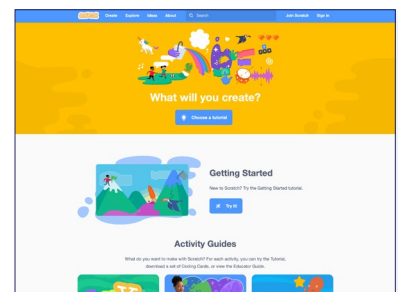 SCRATCH Create Explore Ideas About Search Join Scratch Sign in
What will you create?
Choose a tutorial
Getting Started
New to Scratch? Try the Getting Started tutorial.
Try it!
Activity Guides
What do you want to make with Scratch? For each activity, you can try the Tutorial,
download a set of Coding Cards, or view the Educator Guide.